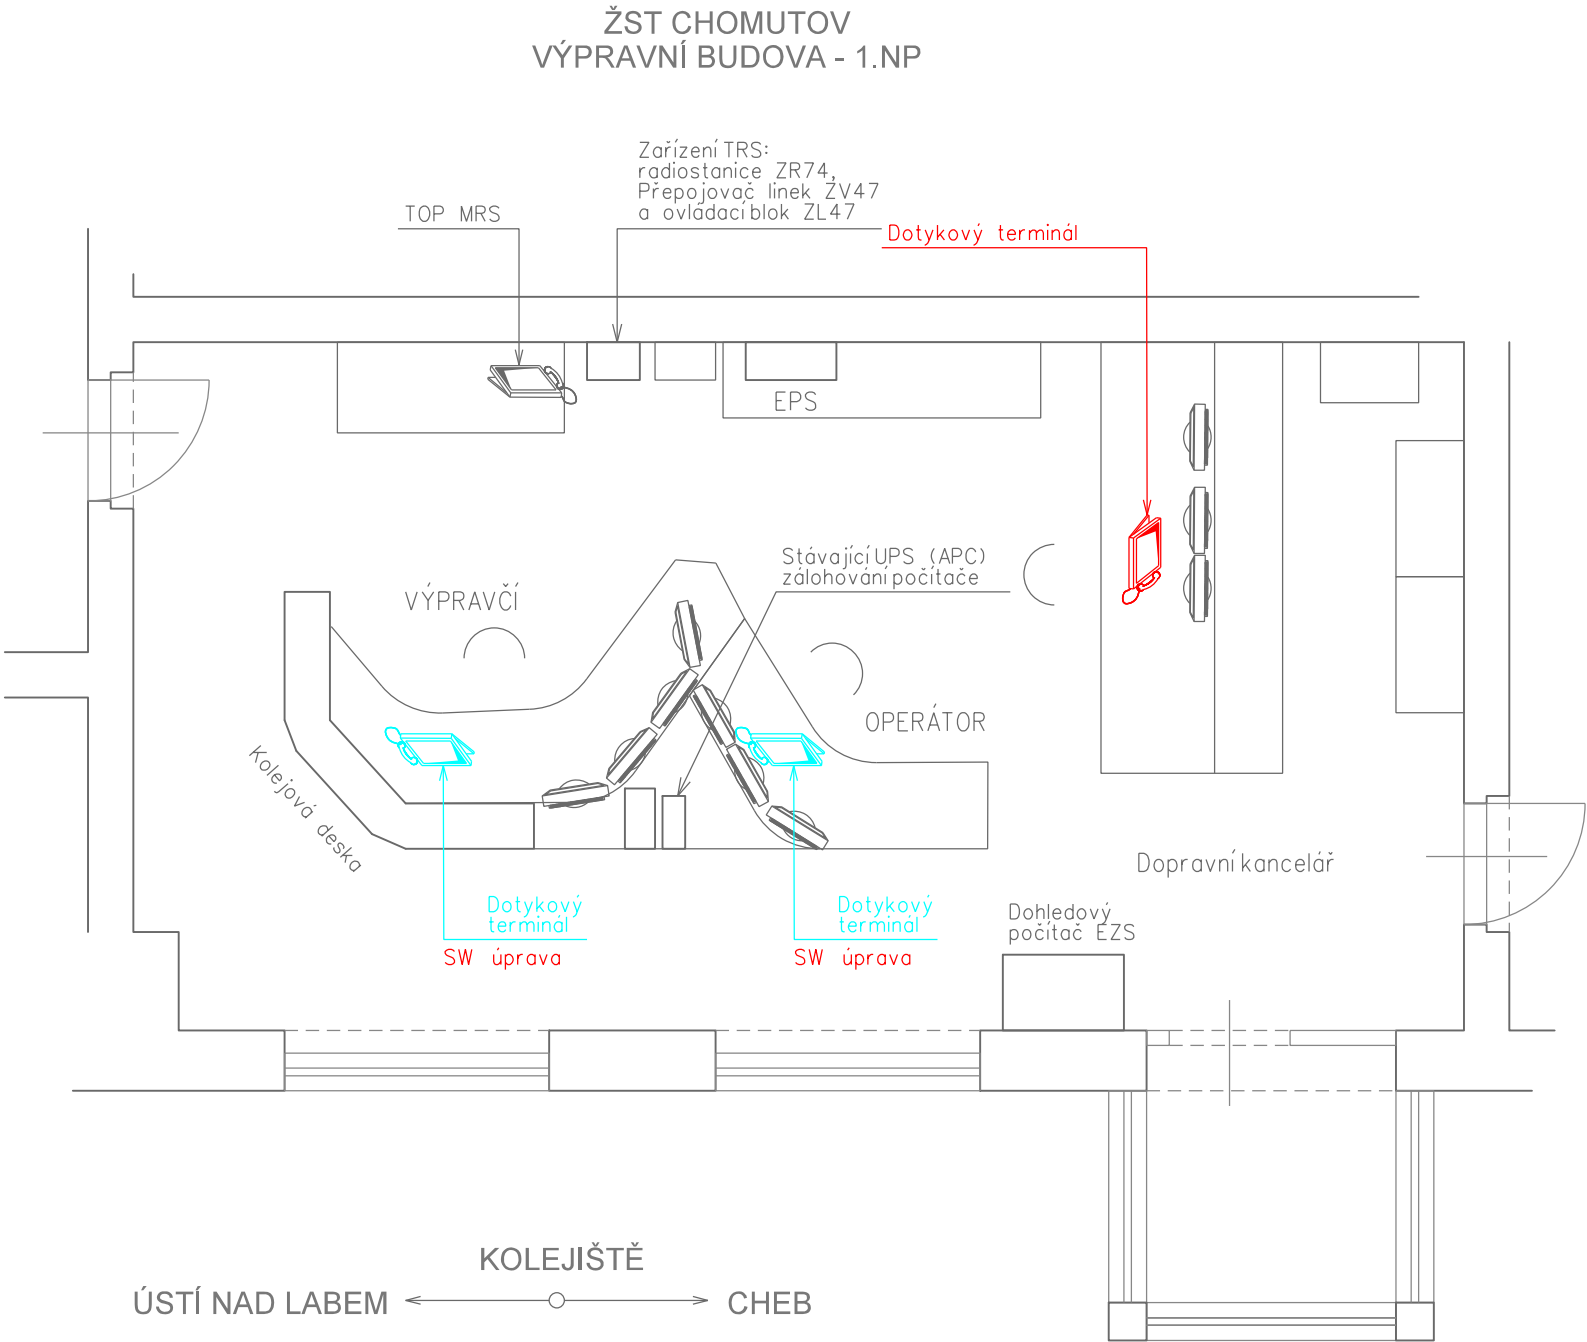 ŽST CHOMUTOV
VÝPRAVNÍ BUDOVA - 1.NP
Zařízení TRS:
radiostanice ZR74,
Přepojovač linek ZV47
a ovládací blok ZL47
TOP MRS
Dotykový terminál
EPS
Stávající UPS (APC)
zálohování počítače
VÝPRAVČÍ
OPERÁTOR
Kolejová deska
Dopravní kancelář
Dotykový
terminál
SW úprava
Dotykový
terminál
SW úprava
Dohledový
počítač EZS
KOLEJIŠTĚ
ÚSTÍ NAD LABEM
CHEB